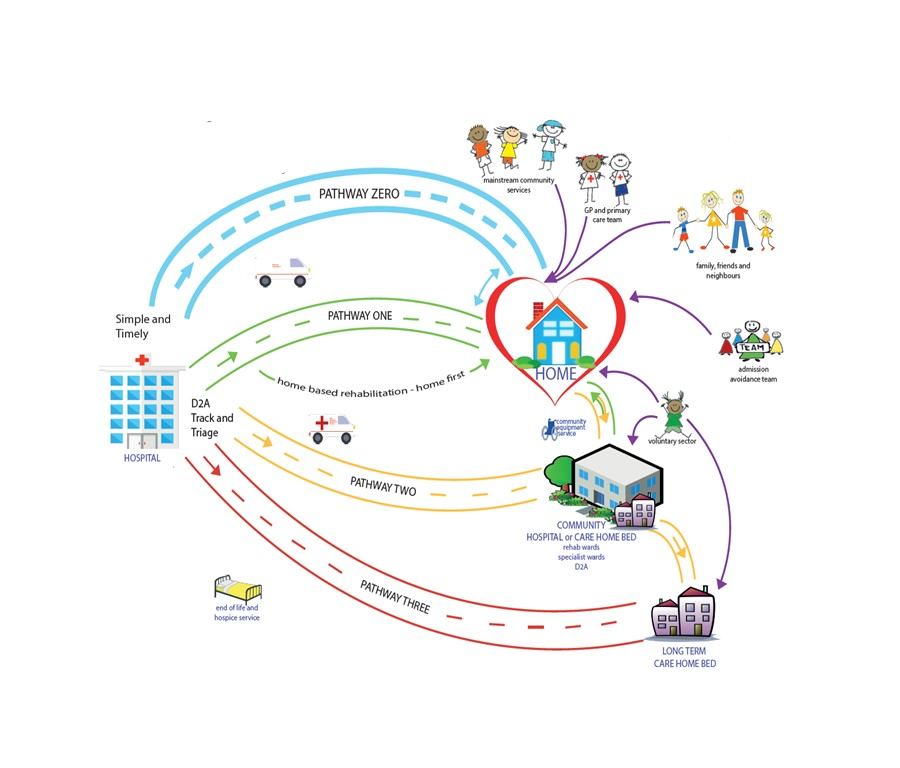 mainstream community
services
GP and primary
care team
PATHWAY ZERO
family, friends and
neighbours
Simple and
Timely
PATHWAY ONE
HOME
TEAM
admission
avoidance team
home based rehabilitation - home first
D2A
Track and
Triage
HOSPITAL
community
equipment
service
voluntary sector
PATHWAY TWO
COMMUNITY
HOSPITAL or CARE HOME BED
rehab wards
specialist wards
D2A
PATHWAY THREE
end of life and
hospice service
LONG TERM
CARE HOME BED